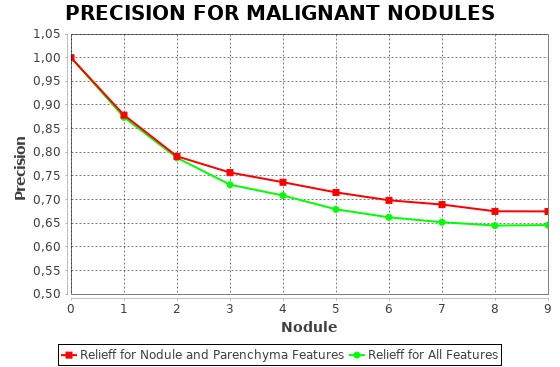 PRECISION FOR MALIGNANT NODULES
1,05
1,00
0,95
0,90
0,85
0,80
0,75
0,70
0,65
0,60
0,55
0,50
Precision
0 1 2 3 4 5 6 7 8 9
Nodule
Relieff for Nodule and Parenchyma Features Relieff for All Features